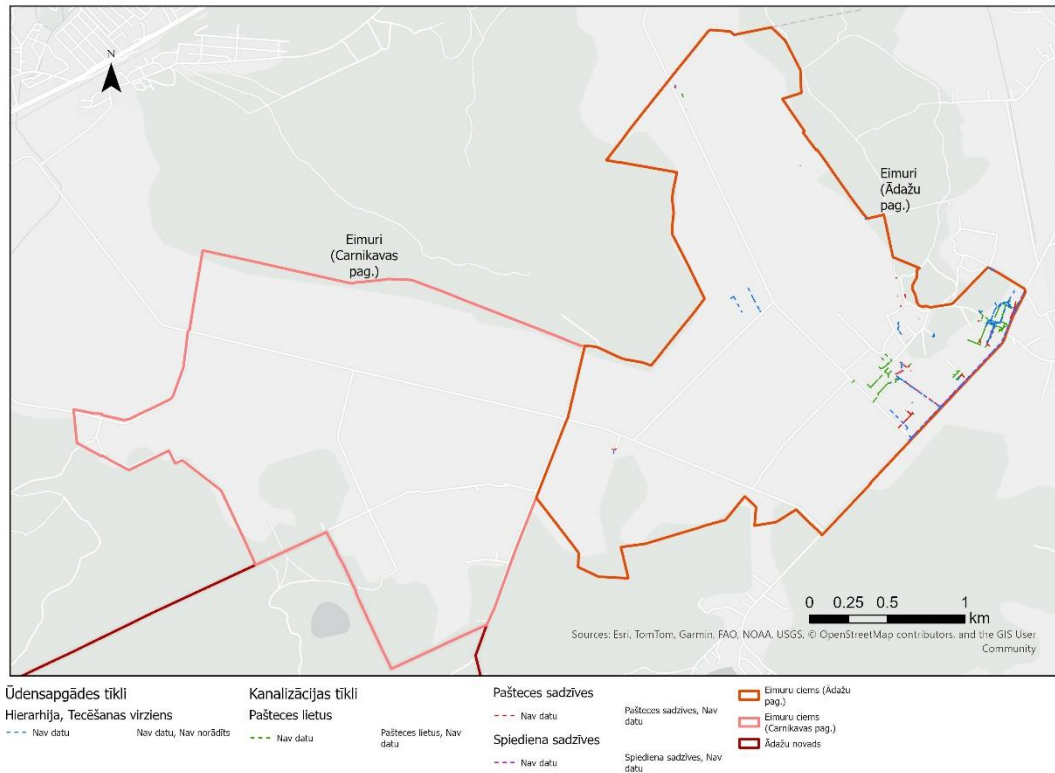 N
Eimuri
(Ādažu
pag.)
Eimuri
(Carnikavas
pag.)
0 0.25 0.5 1
km
Sources: Esri, TomTom, Garmin, FAO, NOAA, USGS, © OpenStreetMap contributors, and the GIS User
Community
Ūdensapgādes tīkli
Hierarhija, Tecēšanas virziens
Nav datu
Nav datu, Nav norādīts
Kanalizācijas tīkli
Pašteces lietus
Nav datu
Pašteces lietus, Nav
datu
Pašteces sadzīves
Nav datu
Pašteces sadzīves, Nav
datu
Spiediena sadzīves
Nav datu
Spiediena sadzīves, Nav
datu
Eimuru ciems (Ādažu
pag.)
Eimuru ciems
(Carnikavas pag.)
Ādažu novads